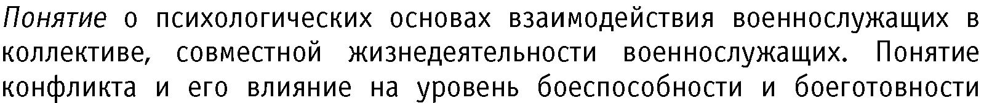 Понятие о психологических основах взаимодействия военнослужащих в
коллективе, совместной жизнедеятельности военнослужащих. Понятие
конфликта и его влияние на уровень боеспособности и боеготовности